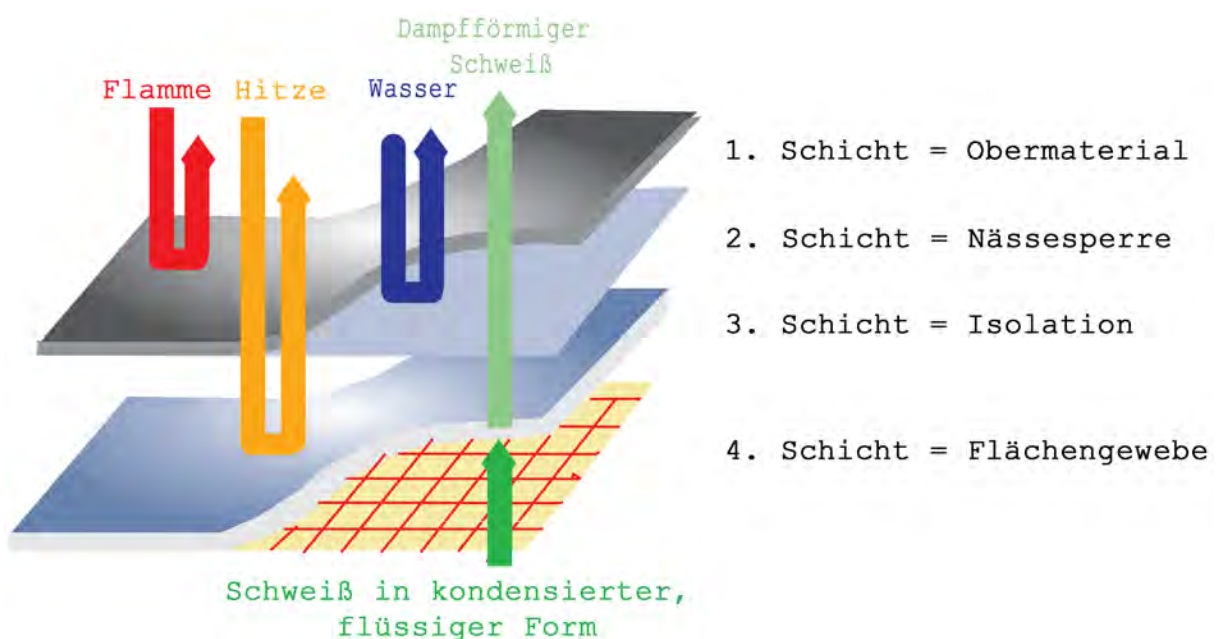 Dampfförmiger
Schweiß
Flamme Hitze Wasser
1. Schicht = Obermaterial
2. Schicht = Nässesperre
3. Schicht = Isolation
4. Schicht = Flächengewebe
Schweiß in kondensierter,
flüssiger Form